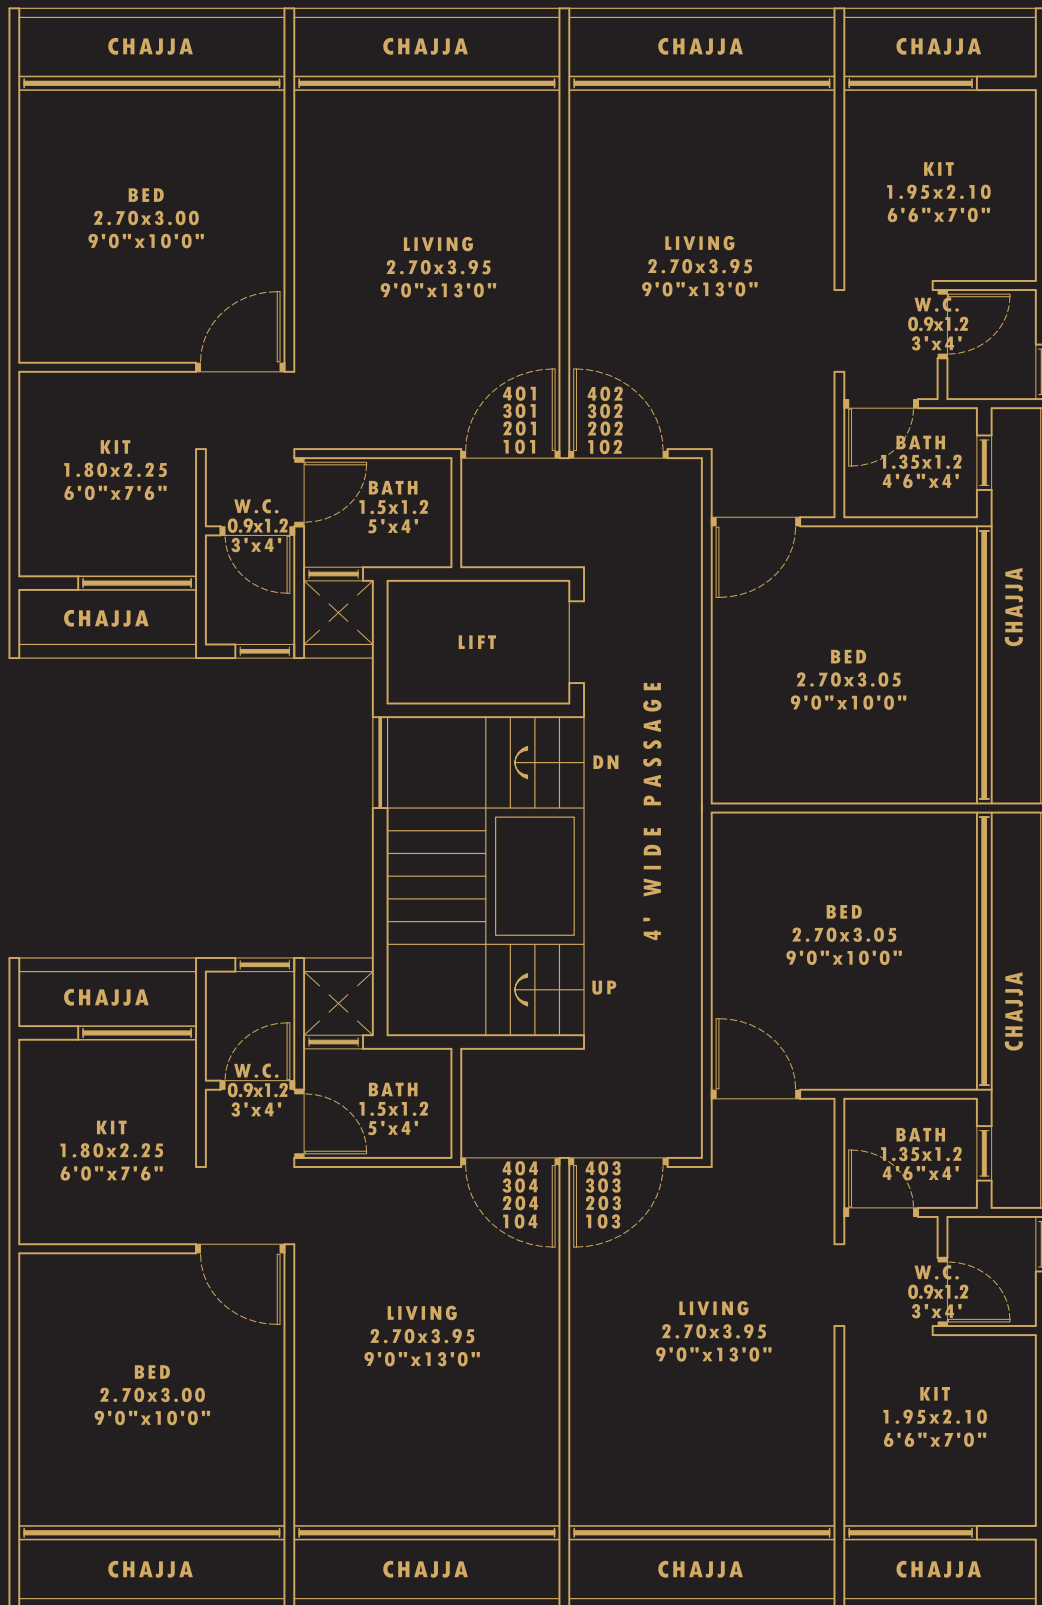 CHAJJA
CHAJJA
CHAJJA
CHAJJA
BED
2.70x3.00
9'0"x10'0"
LIVING
2.70x3.95
9'0"x13'0"
LIVING
2.70x3.95
9'0"x13'0"
KIT
1.95x2.10
6'6"x7'0"
W.C.
0.9x1.2
3'x4'
401
301
201
101
402
302
202
102
KIT
1.80x2.25
6'0"x7'6"
W.C.
0.9x1.2
3'x4'
BATH
1.5x1.2
5'x4'
BATH
1.35x1.2
4'6"x4'
CHAJJA
LIFT
BED
2.70x3.05
9'0"x10'0"
CHAJJA
DN
4' WIDE PASSAGE
UP
BED
2.70x3.05
9'0"x10'0"
CHAJJA
CHAJJA
KIT
1.80x2.25
6'0"x7'6"
W.C.
0.9x1.2
3'x4'
BATH
1.5x1.2
5'x4'
BATH
1.35x1.2
4'6"x4'
404
304
204
104
403
303
203
103
W.C.
0.9x1.2
3'x4'
BED
2.70x3.00
9'0"x10'0"
LIVING
2.70x3.95
9'0"x13'0"
LIVING
2.70x3.95
9'0"x13'0"
KIT
1.95x2.10
6'6"x7'0"
CHAJJA
CHAJJA
CHAJJA
CHAJJA